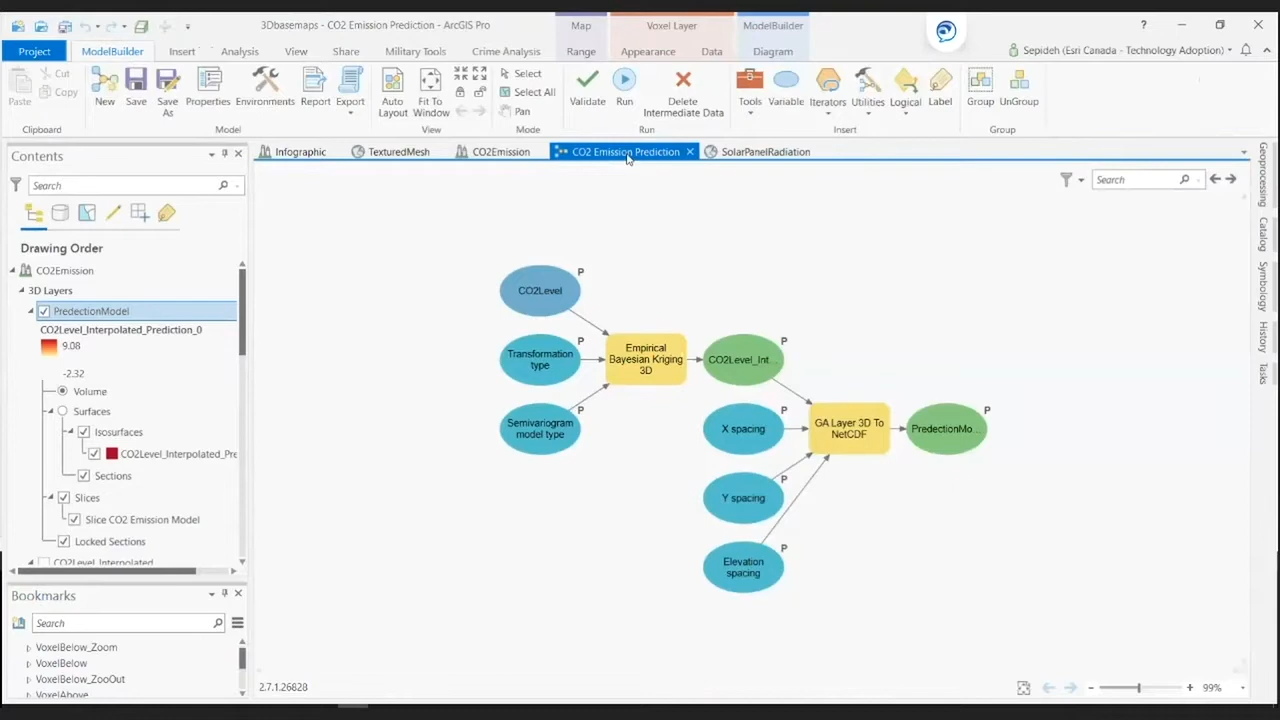 3Dbasemaps - CO2 Emission Prediction - ArcGIS Pro
Map
Voxel Layer
ModelBuilder
?
Project
ModelBuilder
Insert
Analysis
View
Share
Military Tools
Crime Analysis
Range
Appearance
Data
Diagram
Sepideh (Esri Canada - Technology Adoption)
Paste
Cut
Copy
Clipboard
New
Save
Save As
Properties
Environments
Report
Export
Model
Auto Layout
Fit To Window
View
Select
Select All
Pan
Mode
Validate
Run
Delete Intermediate Data
Run
Tools
Variable
Iterators
Utilities
Logical
Label
Insert
Group
UnGroup
Group
Contents
Search
Drawing Order
CO2Emission
3D Layers
PredectionModel
CO2Level_Interpolated_Prediction_0
9.08
-2.32
Volume
Surfaces
Isosurfaces
CO2Level_Interpolated_Pre
Sections
Slices
Slice CO2 Emission Model
Locked Sections
CO2Level_Interpolated
Bookmarks
Search
VoxelBelow_Zoom
VoxelBelow
VoxelBelow_ZooOut
VoxelAbove
Infographic
TexturedMesh
CO2Emission
CO2 Emission Prediction
SolarPanelRadiation
Search
CO2Level
P
Transformation
type
P
Semivariogram
model type
P
Empirical
Bayesian Kriging
3D
CO2Level_Int...
P
X spacing
P
Y spacing
P
Elevation
spacing
P
GA Layer 3D To
NetCDF
PredectionMo...
P
2.7.1.26828
99%
Geoprocessing
Catalog
Symbology
History
Tasks